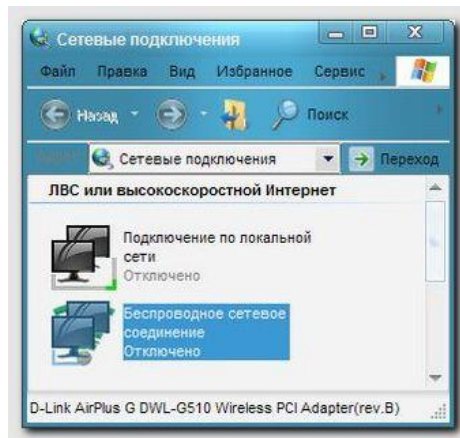 Сетевые подключения
Файл Правка Вид Избранное Сервис
Назад Поиск
Сетевые подключения Переход
ЛВС или высокоскоростной Интернет
Подключение по локальной
сети
Отключено
Беспроводное сетевое
соединение
Отключено
D-Link AirPlus G DWL-G510 Wireless PCI Adapter(rev.B)